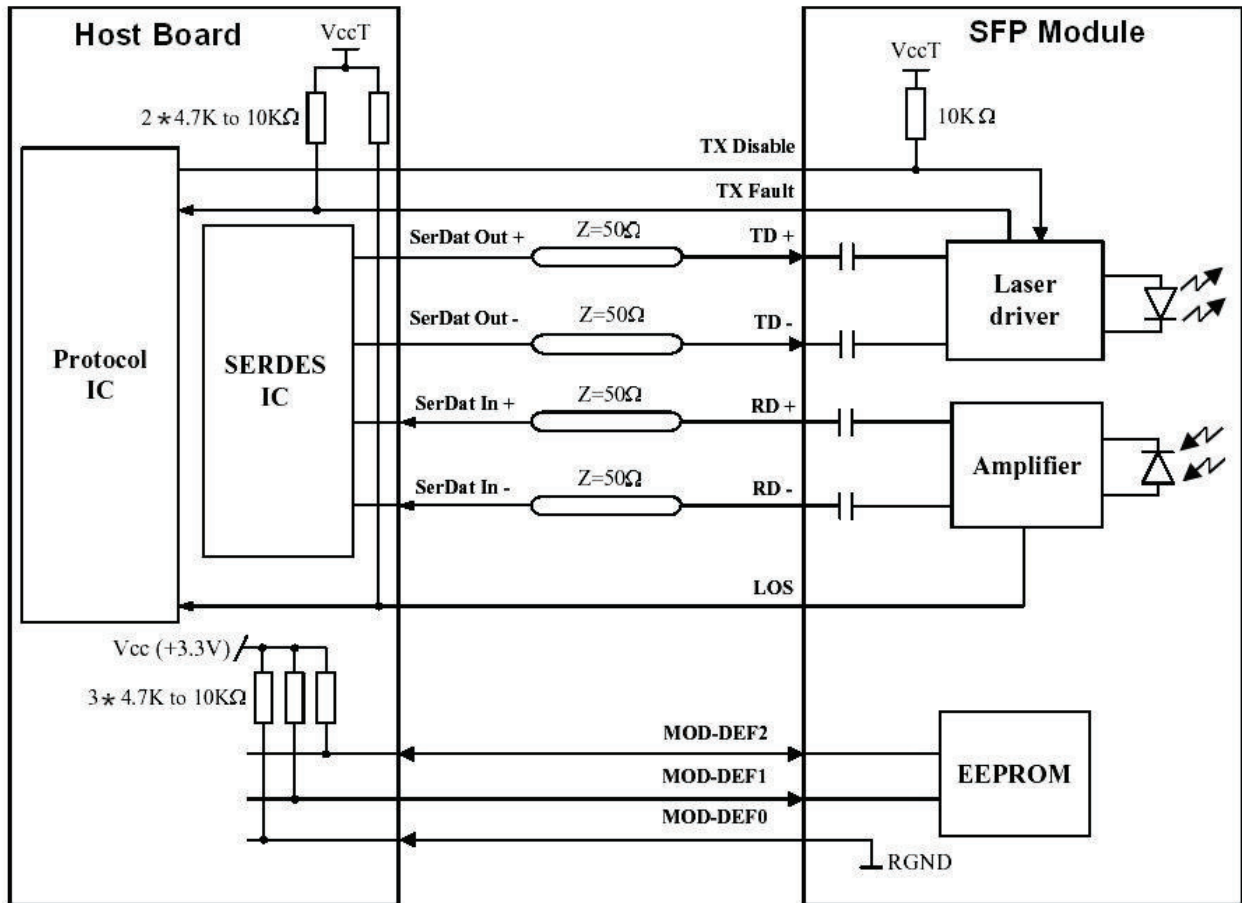 Host Board
SFP Module
VccT
VccT
2*4.7K to 10KΩ
10KΩ
TX Disable
TX Fault
SerDat Out +
Z=50Ω
TD +
Laser
driver
SerDat Out -
Z=50Ω
TD -
Protocol
IC
SERDES
IC
SerDat In +
Z=50Ω
RD +
Amplifier
SerDat In -
Z=50Ω
RD -
LOS
Vcc (+3.3V)
3*4.7K to 10KΩ
MOD-DEF2
EEPROM
MOD-DEF1
MOD-DEF0
RGND